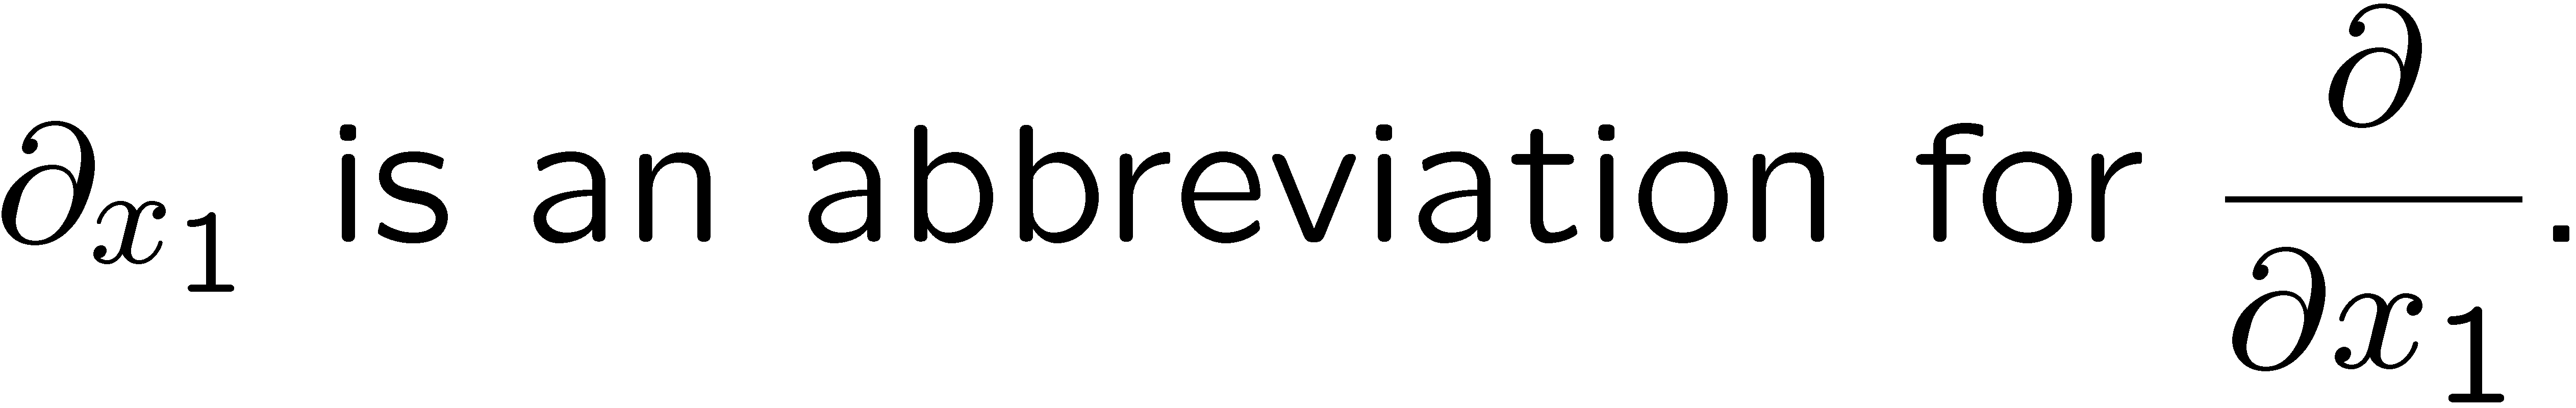 ∂ₓ₁ is an abbreviation for ∂/∂x₁.